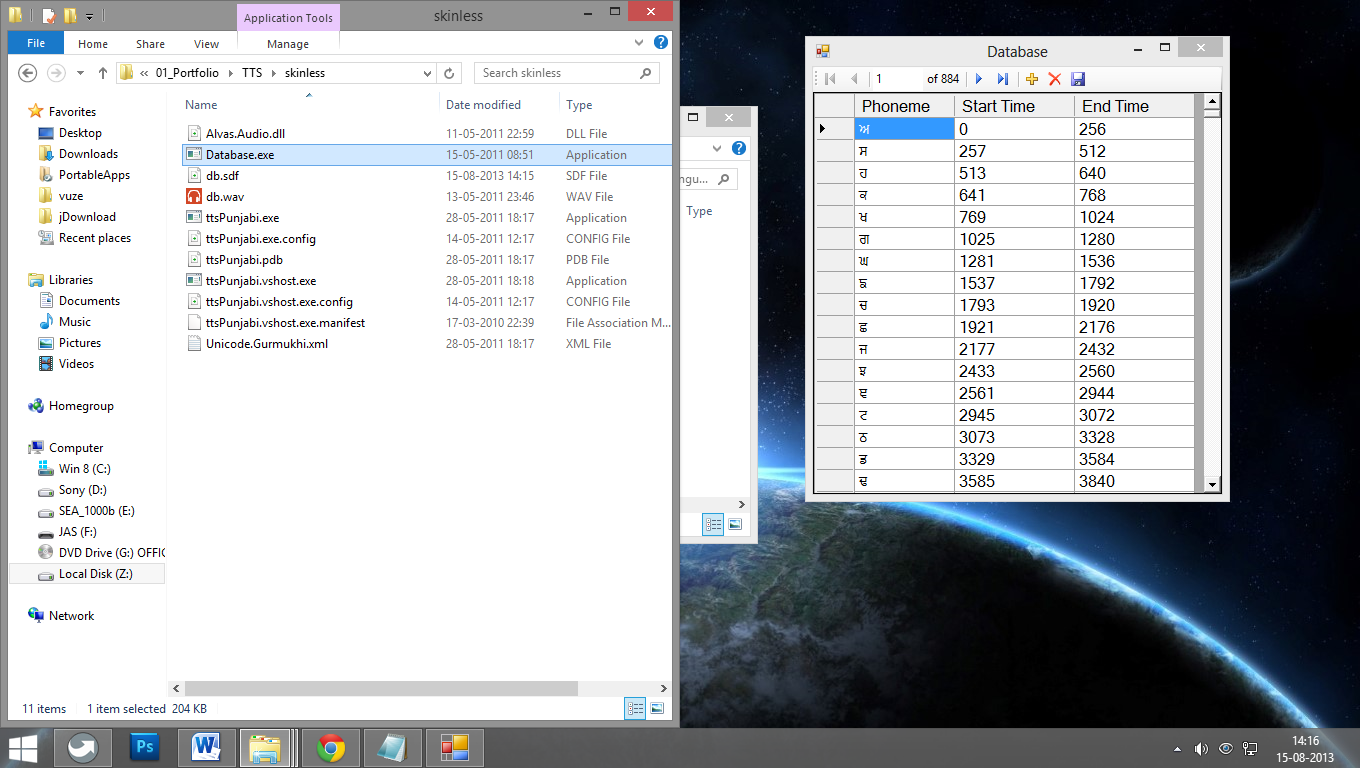 Application Tools
skinless
File Home Share View Manage
« 01_Portfolio TTS skinless
Search skinless
Favorites
Desktop
Downloads
PortableApps
vuze
jDownload
Recent places
Libraries
Documents
Music
Pictures
Videos
Homegroup
Computer
Win 8 (C:)
Sony (D:)
SEA_1000b (E:)
JAS (F:)
DVD Drive (G:) OFFIC
Local Disk (Z:)
Network
Name Date modified Type
Alvas.Audio.dll 11-05-2011 22:59 DLL File
Database.exe 15-05-2011 08:51 Application
db.sdf 15-08-2013 14:15 SDF File
db.wav 13-05-2011 23:46 WAV File
ttsPunjabi.exe 28-05-2011 18:17 Application
ttsPunjabi.exe.config 14-05-2011 12:17 CONFIG File
ttsPunjabi.pdb 28-05-2011 18:17 PDB File
ttsPunjabi.vshost.exe 28-05-2011 18:18 Application
ttsPunjabi.vshost.exe.config 14-05-2011 12:17 CONFIG File
ttsPunjabi.vshost.exe.manifest 17-03-2010 22:39 File Association M...
Unicode.Gurmukhi.xml 28-05-2011 18:17 XML File
11 items 1 item selected 204 KB
ngu...
Type
Database
1 of 884
Phoneme Start Time End Time
ਅ 0 256
ਸ 257 512
ਹ 513 640
ਕ 641 768
ਖ 769 1024
ਗ 1025 1280
ਘ 1281 1536
ਙ 1537 1792
ਚ 1793 1920
ਛ 1921 2176
ਜ 2177 2432
ਝ 2433 2560
ਞ 2561 2944
ਟ 2945 3072
ਠ 3073 3328
ਡ 3329 3584
ਢ 3585 3840
Ps
W
14:16
15-08-2013